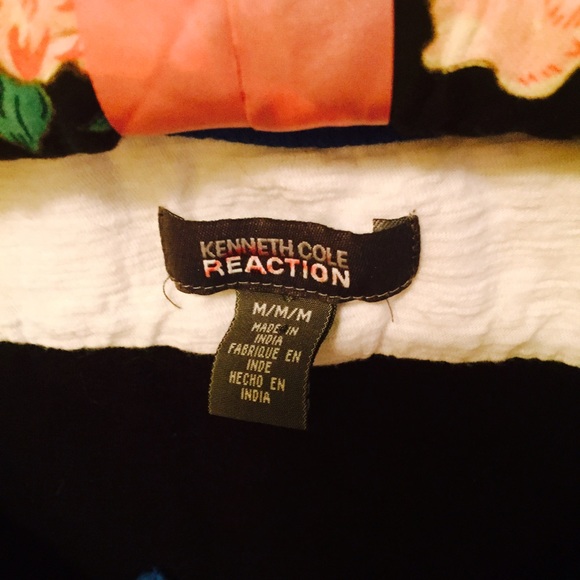 KENNETH COLE
REACTION
M/M/M
MADE IN
INDIA
FABRIQUE EN
INDE
HECHO EN
INDIA